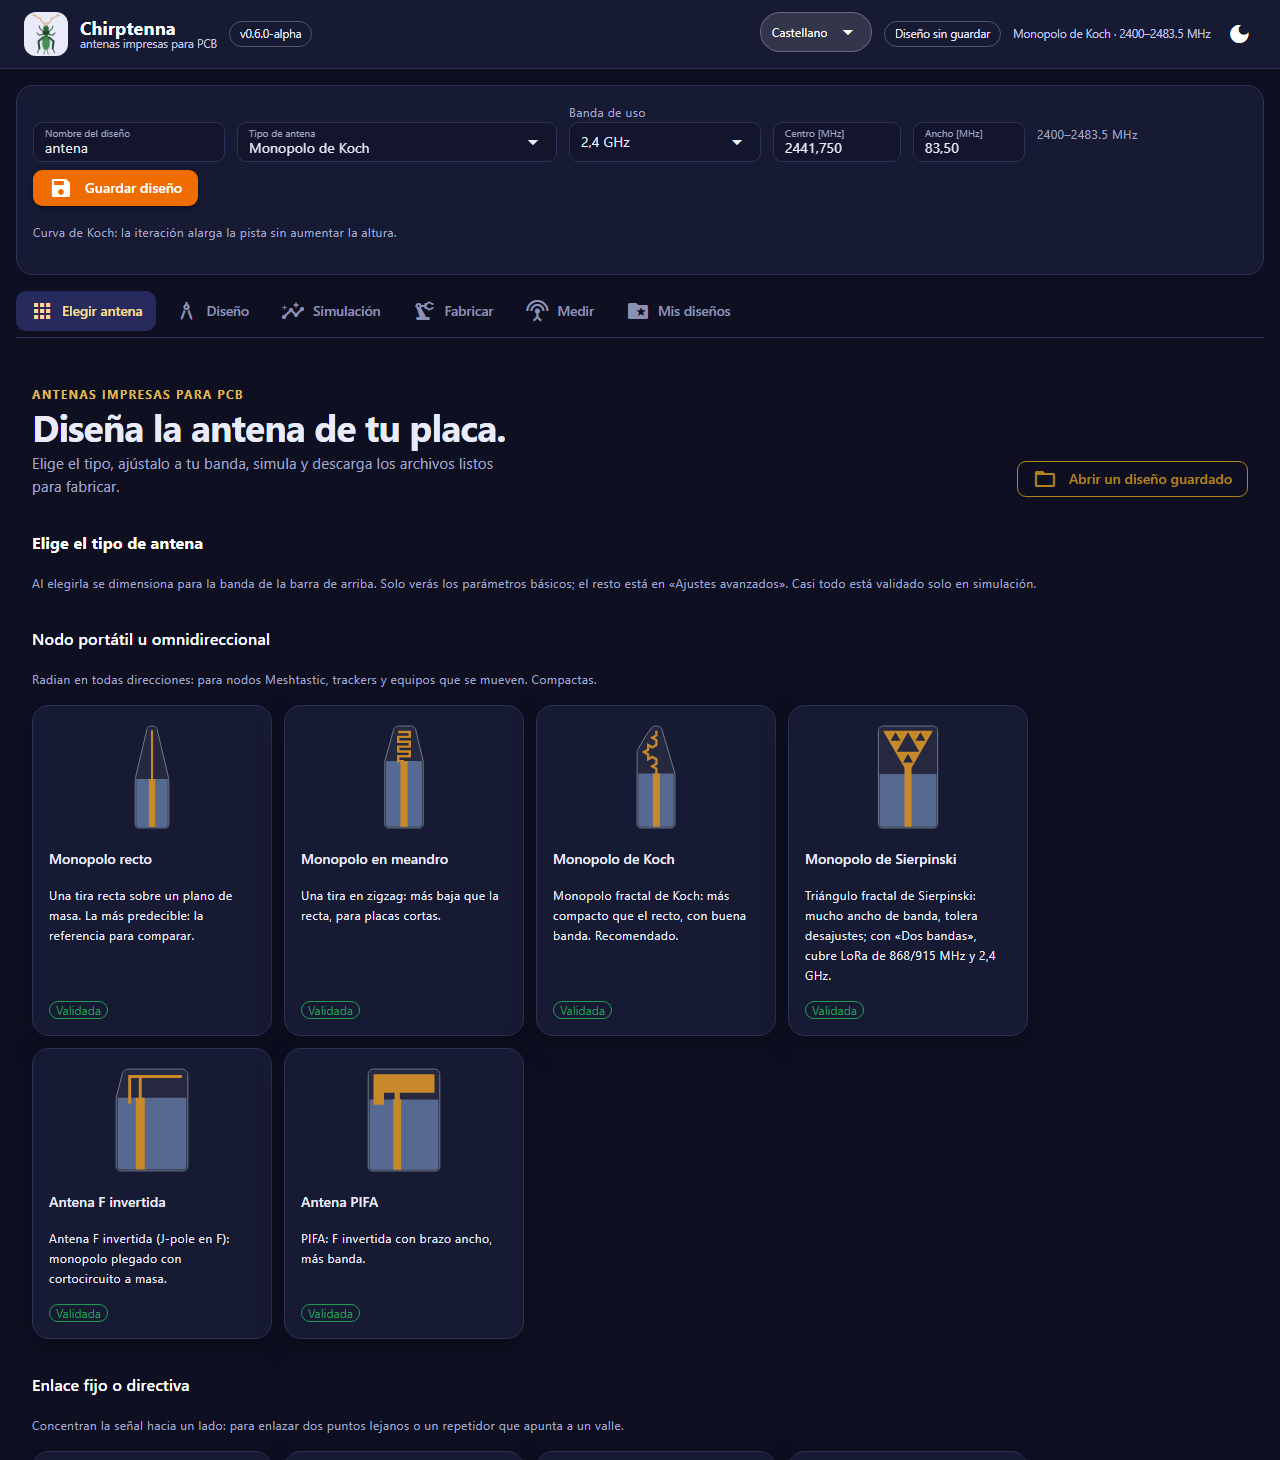 Chirptenna
antenas impresas para PCB
v0.6.0-alpha
Castellano
Diseño sin guardar
Monopolo de Koch · 2400–2483.5 MHz
Nombre del diseño
antena
Tipo de antena
Monopolo de Koch
Banda de uso
2,4 GHz
Centro [MHz]
2441,750
Ancho [MHz]
83,50
2400–2483.5 MHz
Guardar diseño
Curva de Koch: la iteración alarga la pista sin aumentar la altura.
Elegir antena
Diseño
Simulación
Fabricar
Medir
Mis diseños
ANTENAS IMPRESAS PARA PCB
Diseña la antena de tu placa.
Elige el tipo, ajústalo a tu banda, simula y descarga los archivos listos
para fabricar.
Abrir un diseño guardado
Elige el tipo de antena
Al elegirla se dimensiona para la banda de la barra de arriba. Solo verás los parámetros básicos; el resto está en «Ajustes avanzados». Casi todo está validado solo en simulación.
Nodo portátil u omnidireccional
Radian en todas direcciones: para nodos Meshtastic, trackers y equipos que se mueven. Compactas.
Monopolo recto
Una tira recta sobre un plano de
masa. La más predecible: la
referencia para comparar.
Validada
Monopolo en meandro
Una tira en zigzag: más baja que la
recta, para placas cortas.
Validada
Monopolo de Koch
Monopolo fractal de Koch: más
compacto que el recto, con buena
banda. Recomendado.
Validada
Monopolo de Sierpinski
Triángulo fractal de Sierpinski:
mucho ancho de banda, tolera
desajustes; con «Dos bandas»,
cubre LoRa de 868/915 MHz y 2,4
GHz.
Validada
Antena F invertida
Antena F invertida (J-pole en F):
monopolo plegado con
cortocircuito a masa.
Validada
Antena PIFA
PIFA: F invertida con brazo ancho,
más banda.
Validada
Enlace fijo o directiva
Concentran la señal hacia un lado: para enlazar dos puntos lejanos o un repetidor que apunta a un valle.